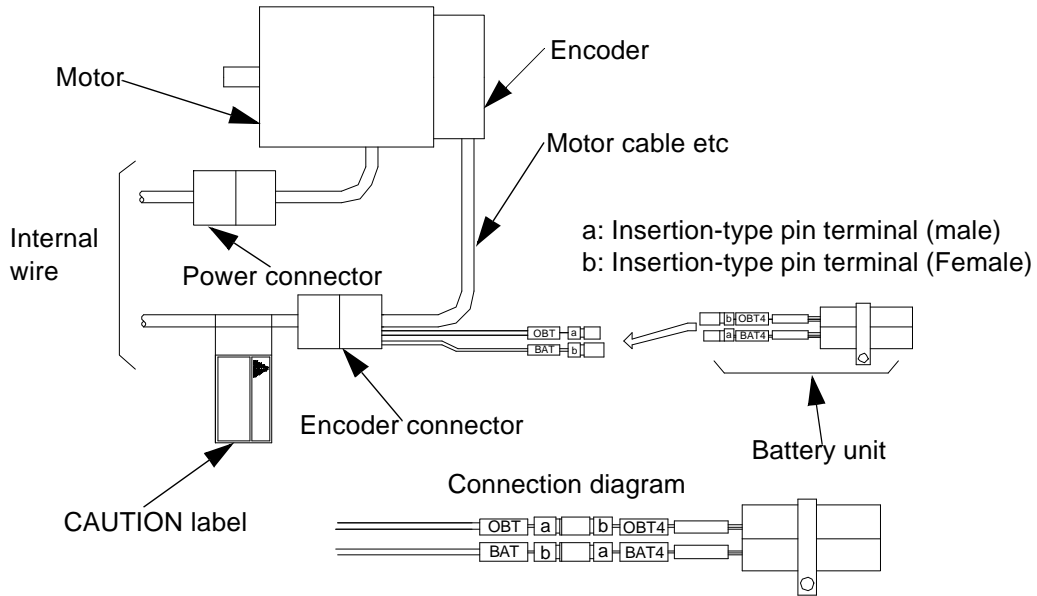 Encoder
Motor
Motor cable etc
Internal
wire
a: Insertion-type pin terminal (male)
b: Insertion-type pin terminal (Female)
Power connector
b OBT4
OBT a
a BAT4
BAT b
Encoder connector
Battery unit
Connection diagram
CAUTION label
OBT a b OBT4
BAT b a BAT4